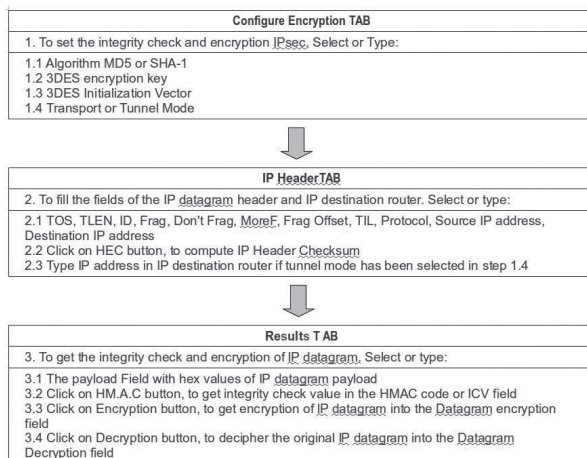 Configure Encryption TAB
1. To set the integrity check and encryption IPsec, Select or Type:
1.1 Algorithm MD5 or SHA-1
1.2 3DES encryption key
1.3 3DES Initialization Vector
1.4 Transport or Tunnel Mode
IP HeaderTAB
2. To fill the fields of the IP datagram header and IP destination router. Select or type:
2.1 TOS, TLEN, ID, Frag, Don't Frag, MoreF, Frag Offset, TIL, Protocol, Source IP address,
Destination IP address
2.2 Click on HEC button, to compute IP Header Checksum
2.3 Type IP address in IP destination router if tunnel mode has been selected in step 1.4
Results T AB
3. To get the integrity check and encryption of IP datagram, Select or type:
3.1 The payload Field with hex values of IP datagram payload
3.2 Click on HM.A.C button, to get integrity check value in the HMAC code or ICV field
3.3 Click on Encryption button, to get encryption of IP datagram into the Datagram encryption
field
3.4 Click on Decryption button, to decipher the original IP datagram into the Datagram
Decryption field